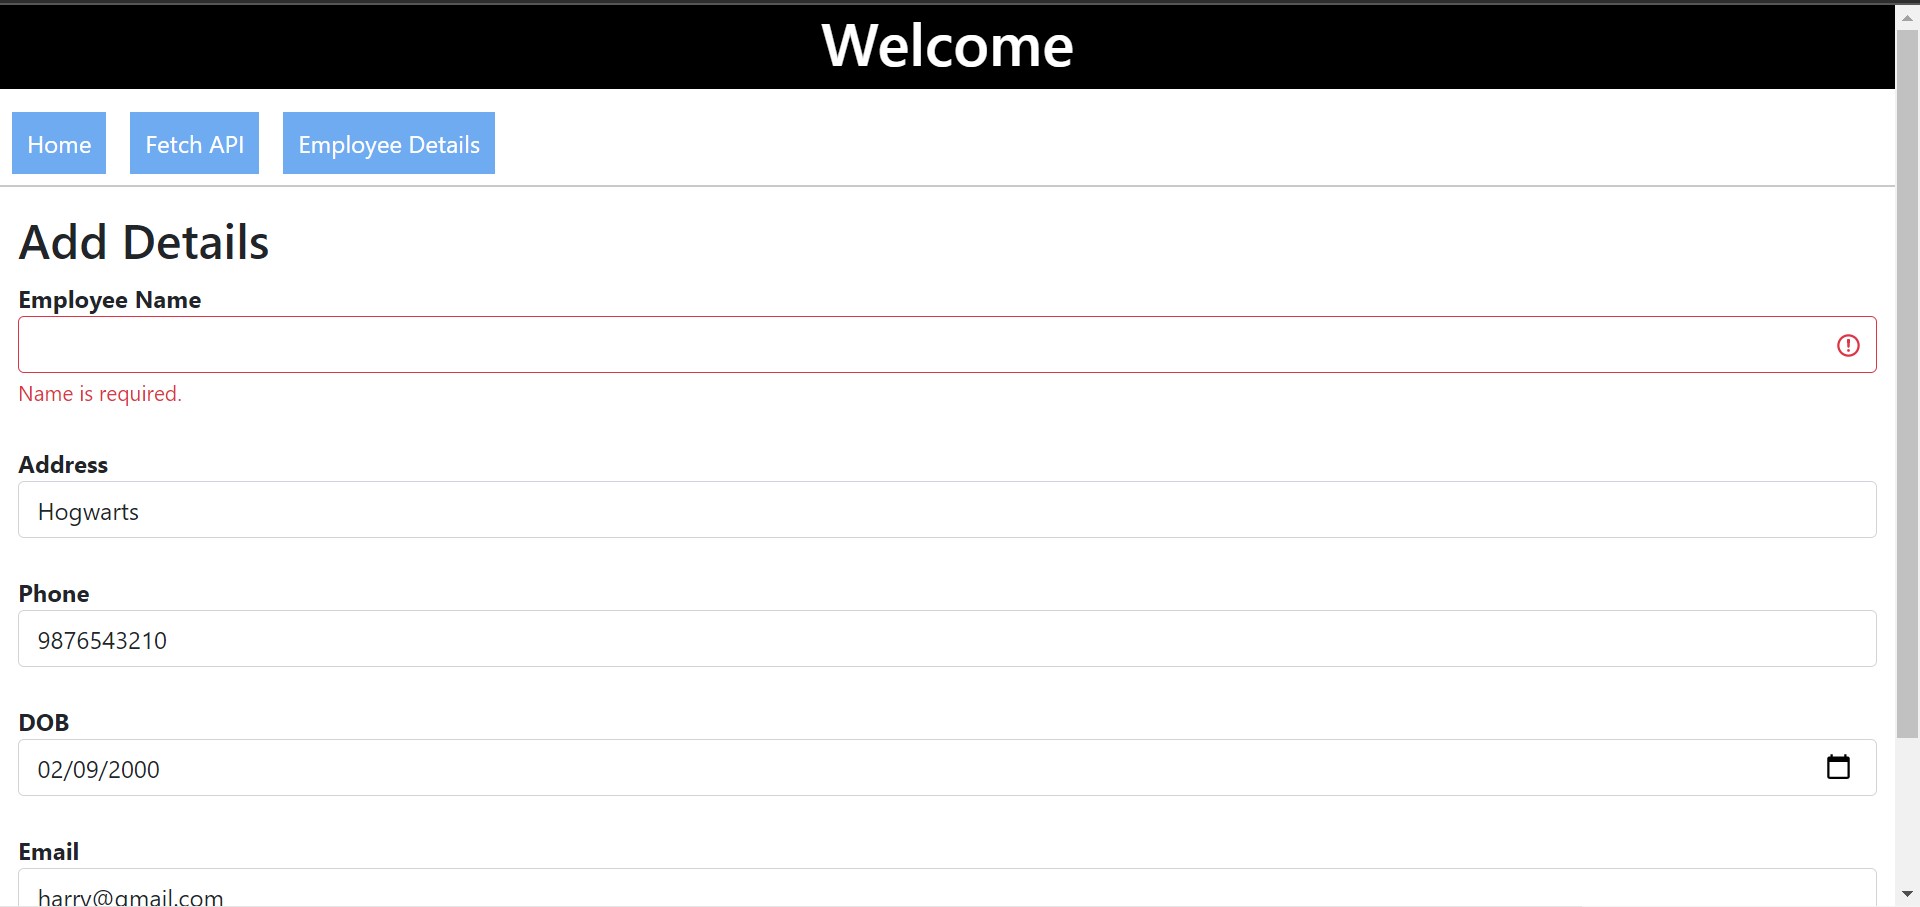 Welcome
Home Fetch API Employee Details
Add Details
Employee Name
Name is required.
Address
Hogwarts
Phone
9876543210
DOB
02/09/2000
Email
harry@gmail.com